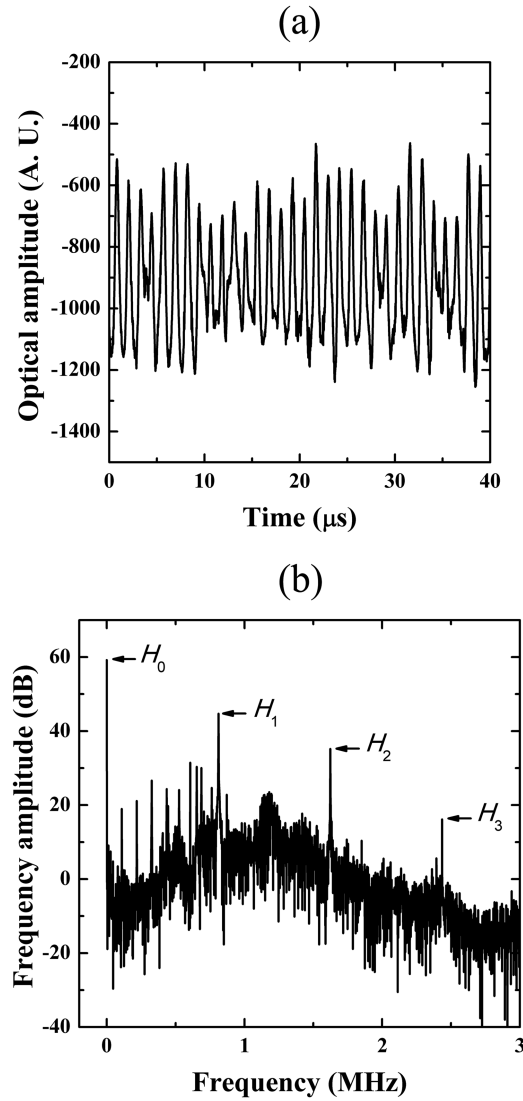 (a)
-200
-400
-600
-800
-1000
-1200
-1400
Optical amplitude (A. U.)
0 10 20 30 40
Time (μs)
(b)
60
40
20
0
-20
-40
Frequency amplitude (dB)
H0
H1
H2
H3
0 1 2 3
Frequency (MHz)